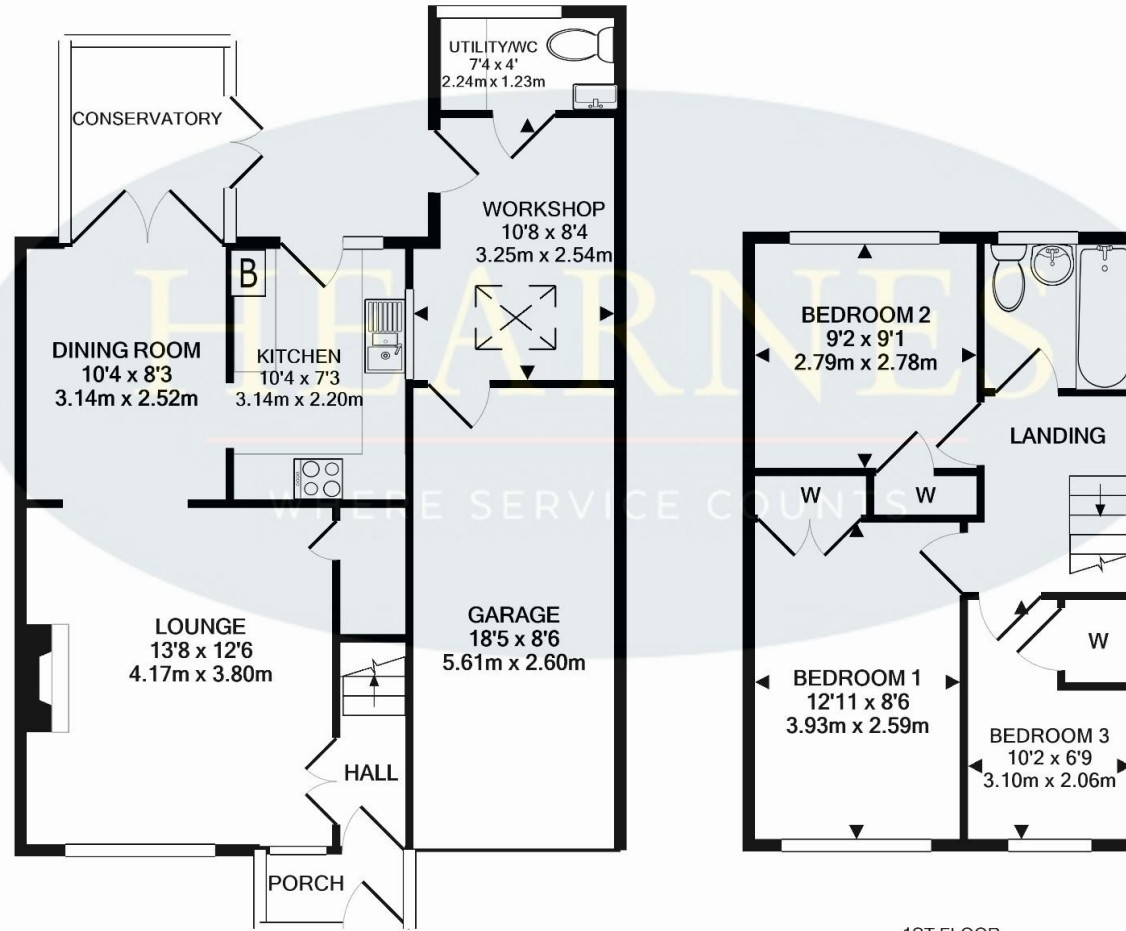 UTILITY/WC
7'4 x 4'
2.24m x 1.23m
CONSERVATORY
WORKSHOP
10'8 x 8'4
3.25m x 2.54m
B
DINING ROOM
10'4 x 8'3
3.14m x 2.52m
KITCHEN
10'4 x 7'3
3.14m x 2.20m
HEARNES
WHERE SERVICE COUNTS
LOUNGE
13'8 x 12'6
4.17m x 3.80m
GARAGE
18'5 x 8'6
5.61m x 2.60m
HALL
PORCH
BEDROOM 2
9'2 x 9'1
2.79m x 2.78m
LANDING
W
W
BEDROOM 1
12'11 x 8'6
3.93m x 2.59m
W
BEDROOM 3
10'2 x 6'9
3.10m x 2.06m
1ST FLOOR